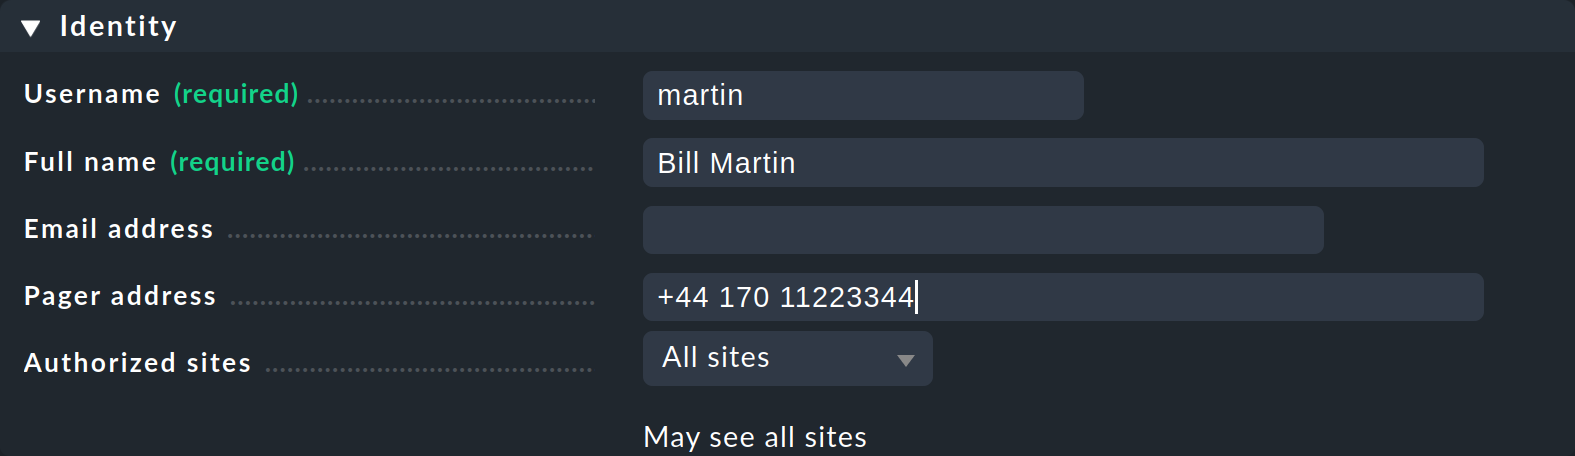 Identity
Username (required) martin
Full name (required) Bill Martin
Email address
Pager address +44 170 11223344
Authorized sites All sites
May see all sites